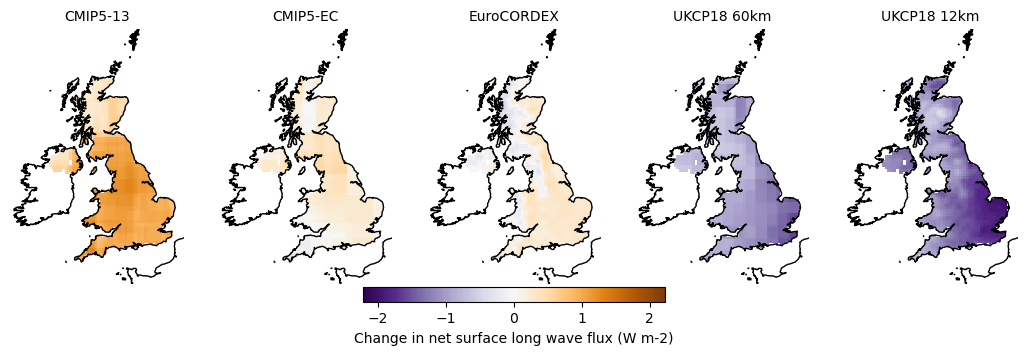 CMIP5-13 CMIP5-EC EuroCORDEX UKCP18 60km UKCP18 12km
−2 −1 0 1 2
Change in net surface long wave flux (W m-2)